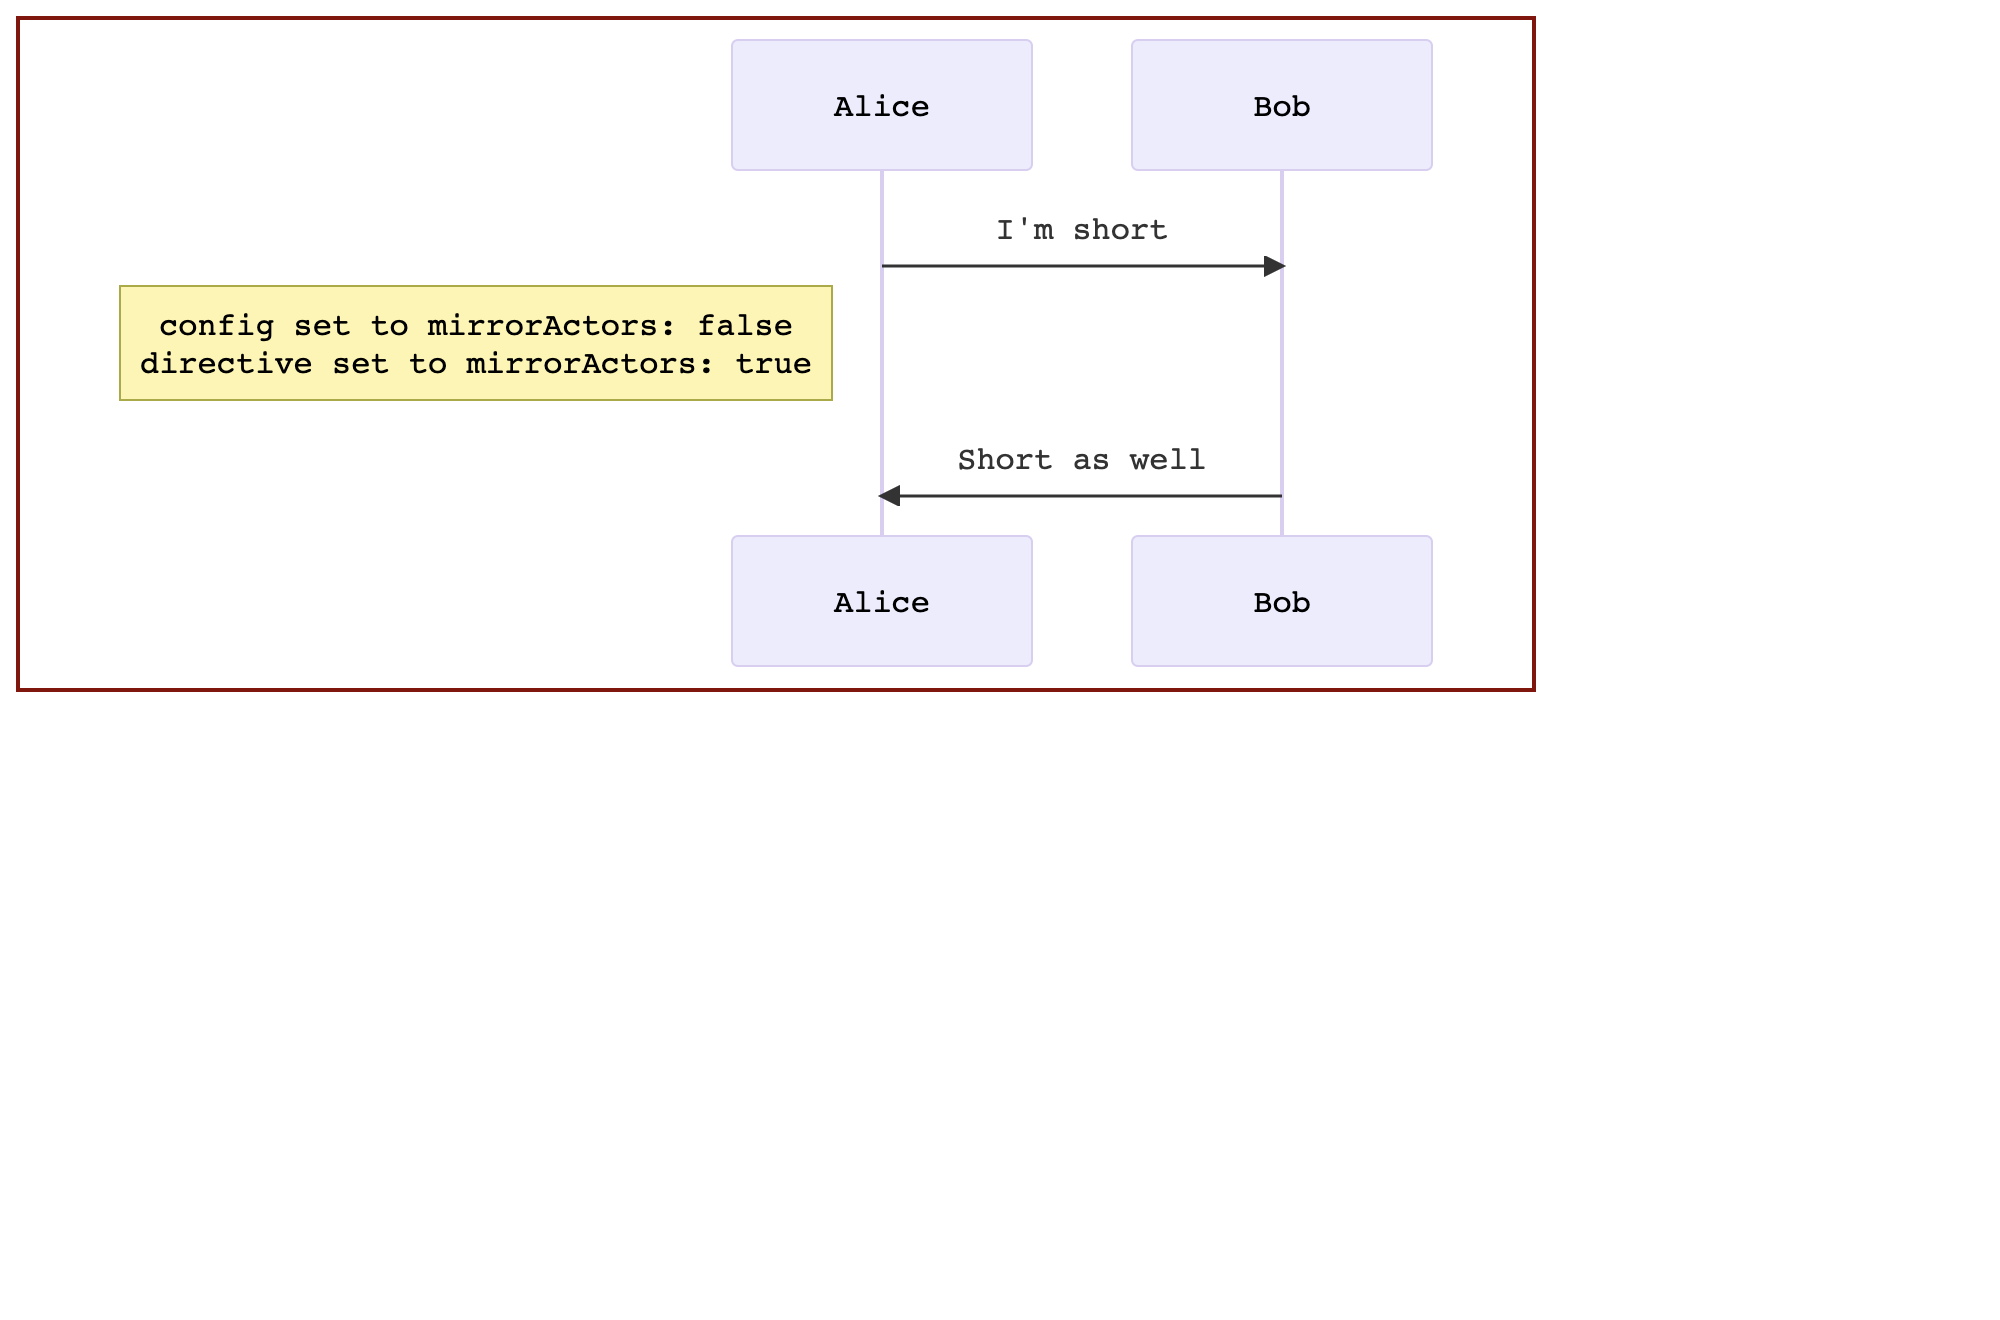 Alice
Bob
I'm short
config set to mirrorActors: false
directive set to mirrorActors: true
Short as well
Alice
Bob